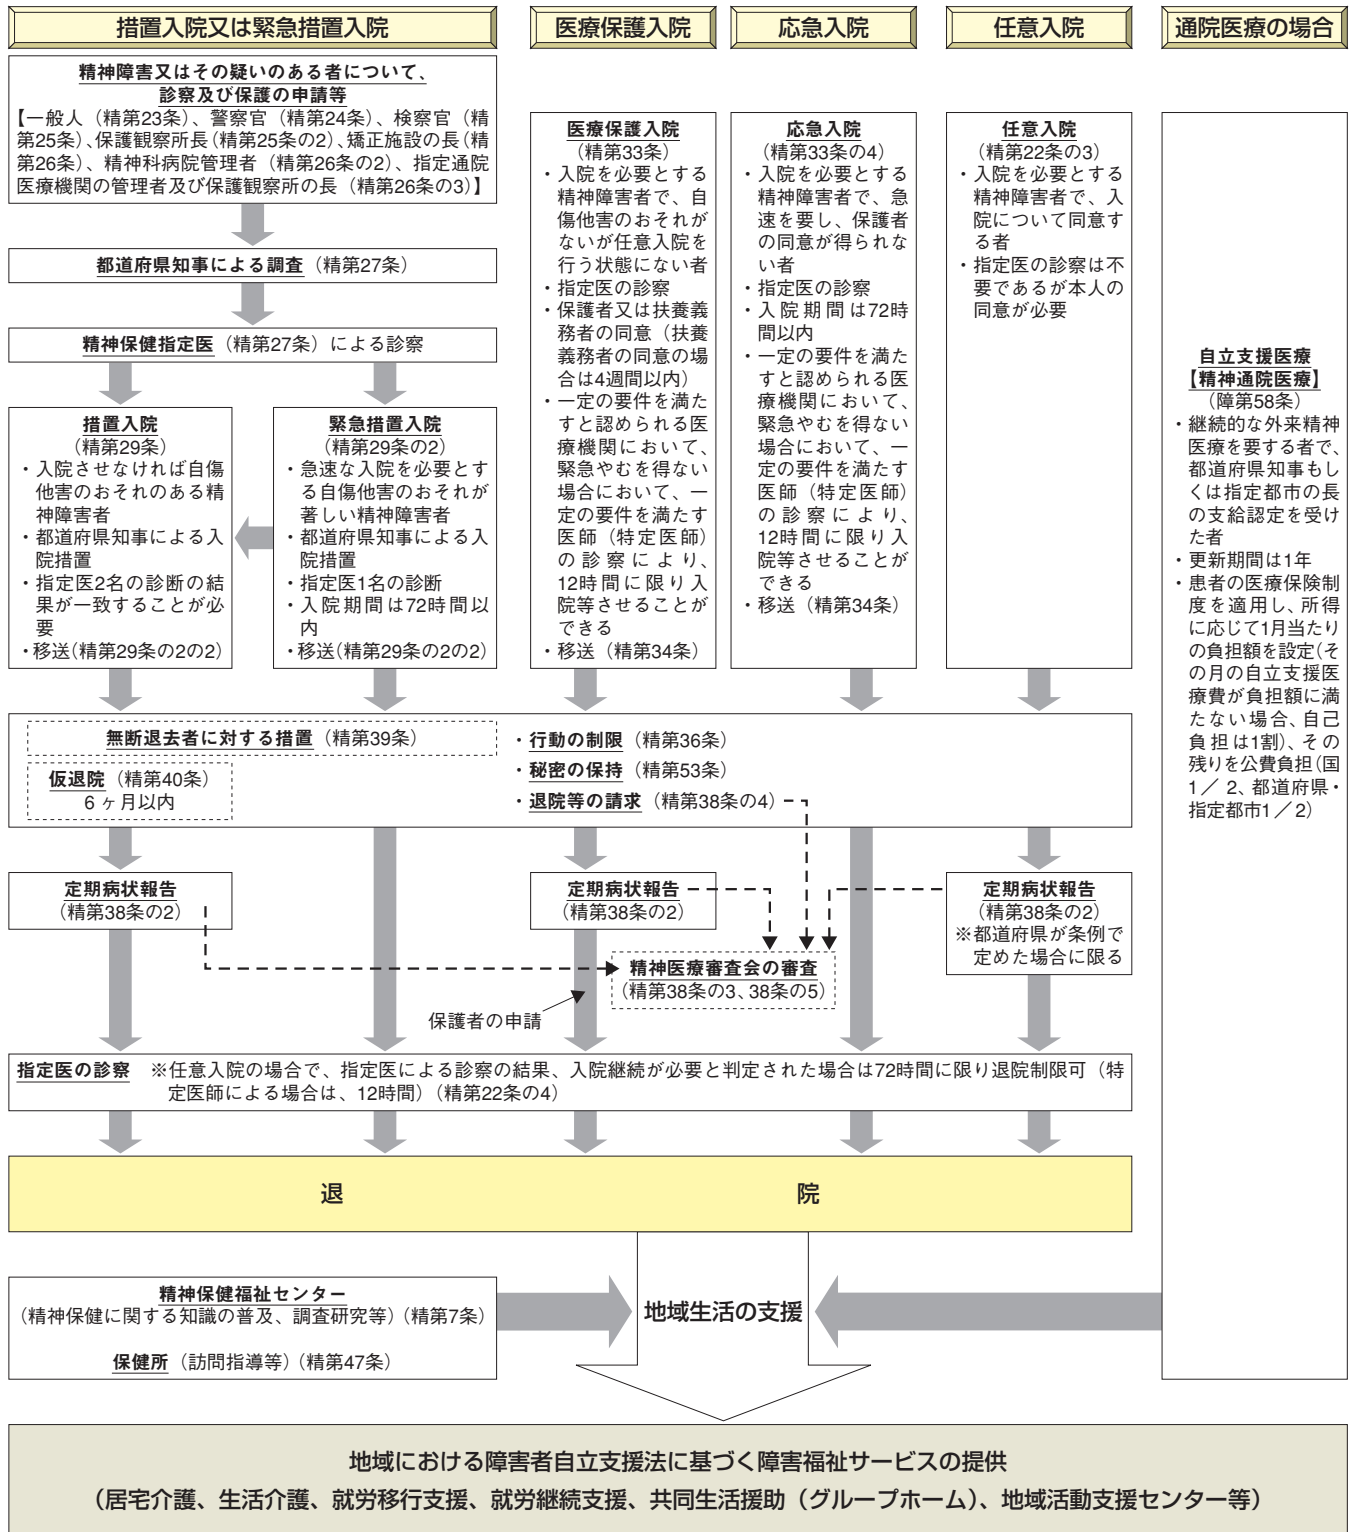 措置入院又は緊急措置入院
医療保護入院
応急入院
任意入院
通院医療の場合
精神障害又はその疑いのある者について、
診察及び保護の申請等
【一般人（精第23条）、警察官（精第24条）、検察官（精
第25条）、保護観察所長（精第25条の2）、矯正施設の長（精
第26条）、精神科病院管理者（精第26条の2）、指定通院
医療機関の管理者及び保護観察所の長（精第26条の3）】
都道府県知事による調査（精第27条）
精神保健指定医（精第27条）による診察
措置入院
（精第29条）
・入院させなければ自傷
他害のおそれのある精
神障害者
・都道府県知事による入
院措置
・指定医2名の診断の結
果が一致することが必
要
・移送（精第29条の2の2）
緊急措置入院
（精第29条の2）
・急速な入院を必要とす
る自傷他害のおそれが
著しい精神障害者
・都道府県知事による入
院措置
・指定医1名の診断
・入院期間は72時間以
内
・移送（精第29条の2の2）
医療保護入院
（精第33条）
・入院を必要とする
精神障害者で、自
傷他害のおそれが
ないが任意入院を
行う状態にない者
・指定医の診察
・保護者又は扶養義
務者の同意（扶養
義務者の同意の場
合は4週間以内）
・一定の要件を満た
すと認められる医
療機関において、
緊急やむを得ない
場合において、一
定の要件を満たす
医師（特定医師）
の診察により、
12時間に限り入
院等させることが
できる
・移送（精第34条）
応急入院
（精第33条の4）
・入院を必要とする
精神障害者で、急
速を要し、保護者
の同意が得られな
い者
・指定医の診察
・入院期間は72時
間以内
・一定の要件を満た
すと認められる医
療機関において、
緊急やむを得ない
場合において、一
定の要件を満たす
医師（特定医師）
の診察により、
12時間に限り入
院等させることが
できる
・移送（精第34条）
任意入院
（精第22条の3）
・入院を必要とする
精神障害者で、入
院について同意す
る者
・指定医の診察は不
要であるが本人の
同意が必要
自立支援医療
【精神通院医療】
（障第58条）
・継続的な外来精神
医療を要する者で、
都道府県知事もし
くは指定都市の長
の支給認定を受け
た者
・更新期間は1年
・患者の医療保険制
度を適用し、所得
に応じて1月当たり
の負担額を設定（そ
の月の自立支援医
療費が負担額に満
たない場合、自己
負担は1割）、その
残りを公費負担（国
1／2、都道府県・
指定都市1／2）
無断退去者に対する措置（精第39条）
仮退院（精第40条）
6ヶ月以内
・行動の制限（精第36条）
・秘密の保持（精第53条）
・退院等の請求（精第38条の4）
定期病状報告
（精第38条の2）
定期病状報告
（精第38条の2）
定期病状報告
（精第38条の2）
※都道府県が条例で
定めた場合に限る
精神医療審査会の審査
（精第38条の3、38条の5）
保護者の申請
指定医の診察 ※任意入院の場合で、指定医による診察の結果、入院継続が必要と判定された場合は72時間に限り退院制限可（特
定医師による場合は、12時間）（精第22条の4）
退 院
精神保健福祉センター
（精神保健に関する知識の普及、調査研究等）（精第7条）
保健所（訪問指導等）（精第47条）
地域生活の支援
地域における障害者自立支援法に基づく障害福祉サービスの提供
（居宅介護、生活介護、就労移行支援、就労継続支援、共同生活援助（グループホーム）、地域活動支援センター等）